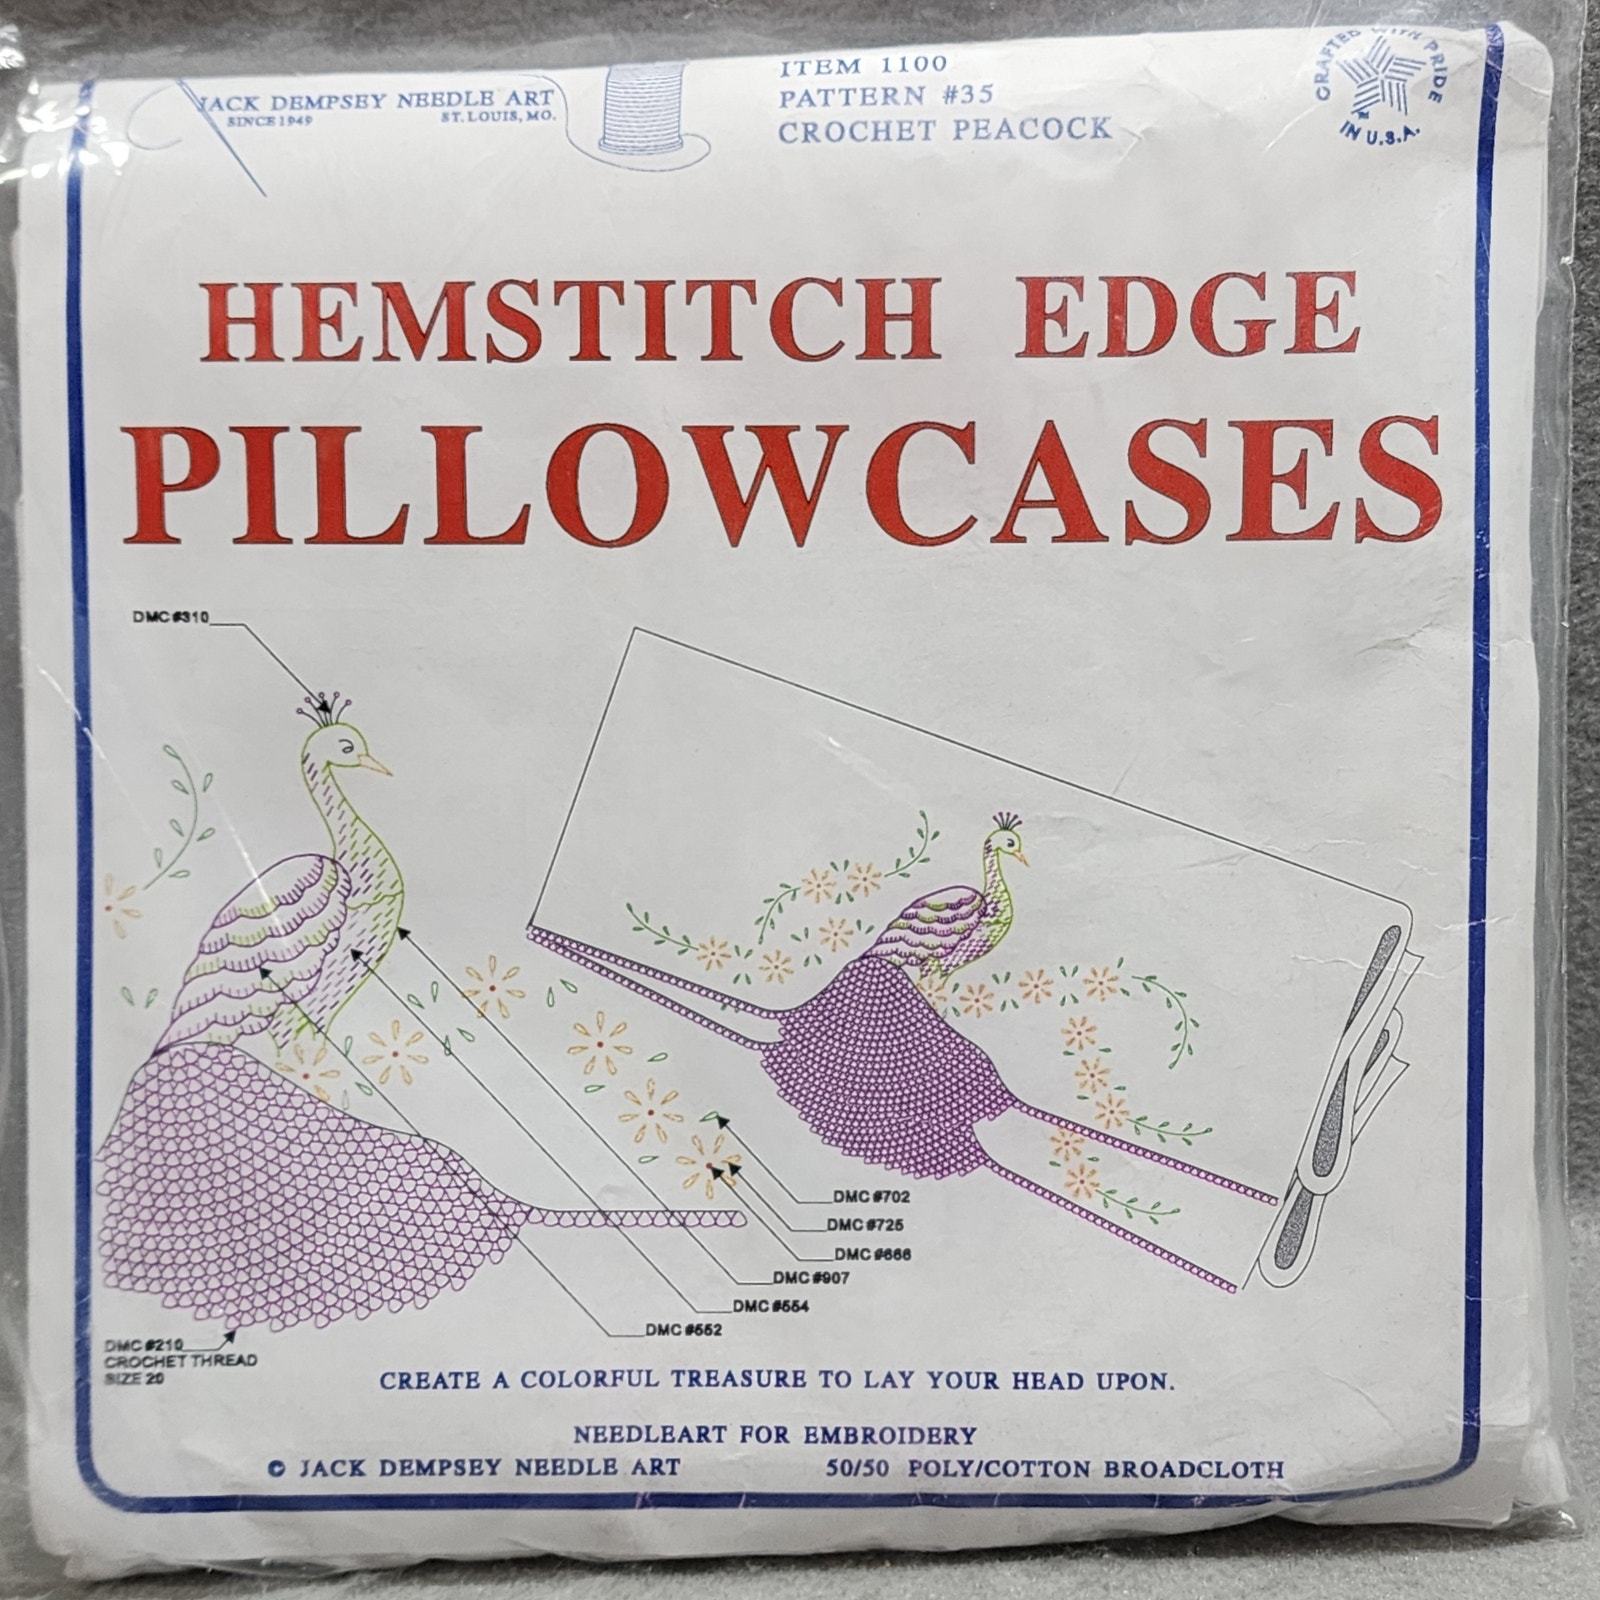 JACK DEMPSEY NEEDLE ART
SINCE 1949 ST. LOUIS, MO.
ITEM 1100
PATTERN #35
CROCHET PEACOCK
CRAFTED WITH PRIDE
IN U.S.A.
HEMSTITCH EDGE
PILLOWCASES
DMC #310
DMC #702
DMC #725
DMC #666
DMC #907
DMC #554
DMC #552
DMC #210
CROCHET THREAD
SIZE 20
CREATE A COLORFUL TREASURE TO LAY YOUR HEAD UPON.
NEEDLEART FOR EMBROIDERY
© JACK DEMPSEY NEEDLE ART 50/50 POLY/COTTON BROADCLOTH